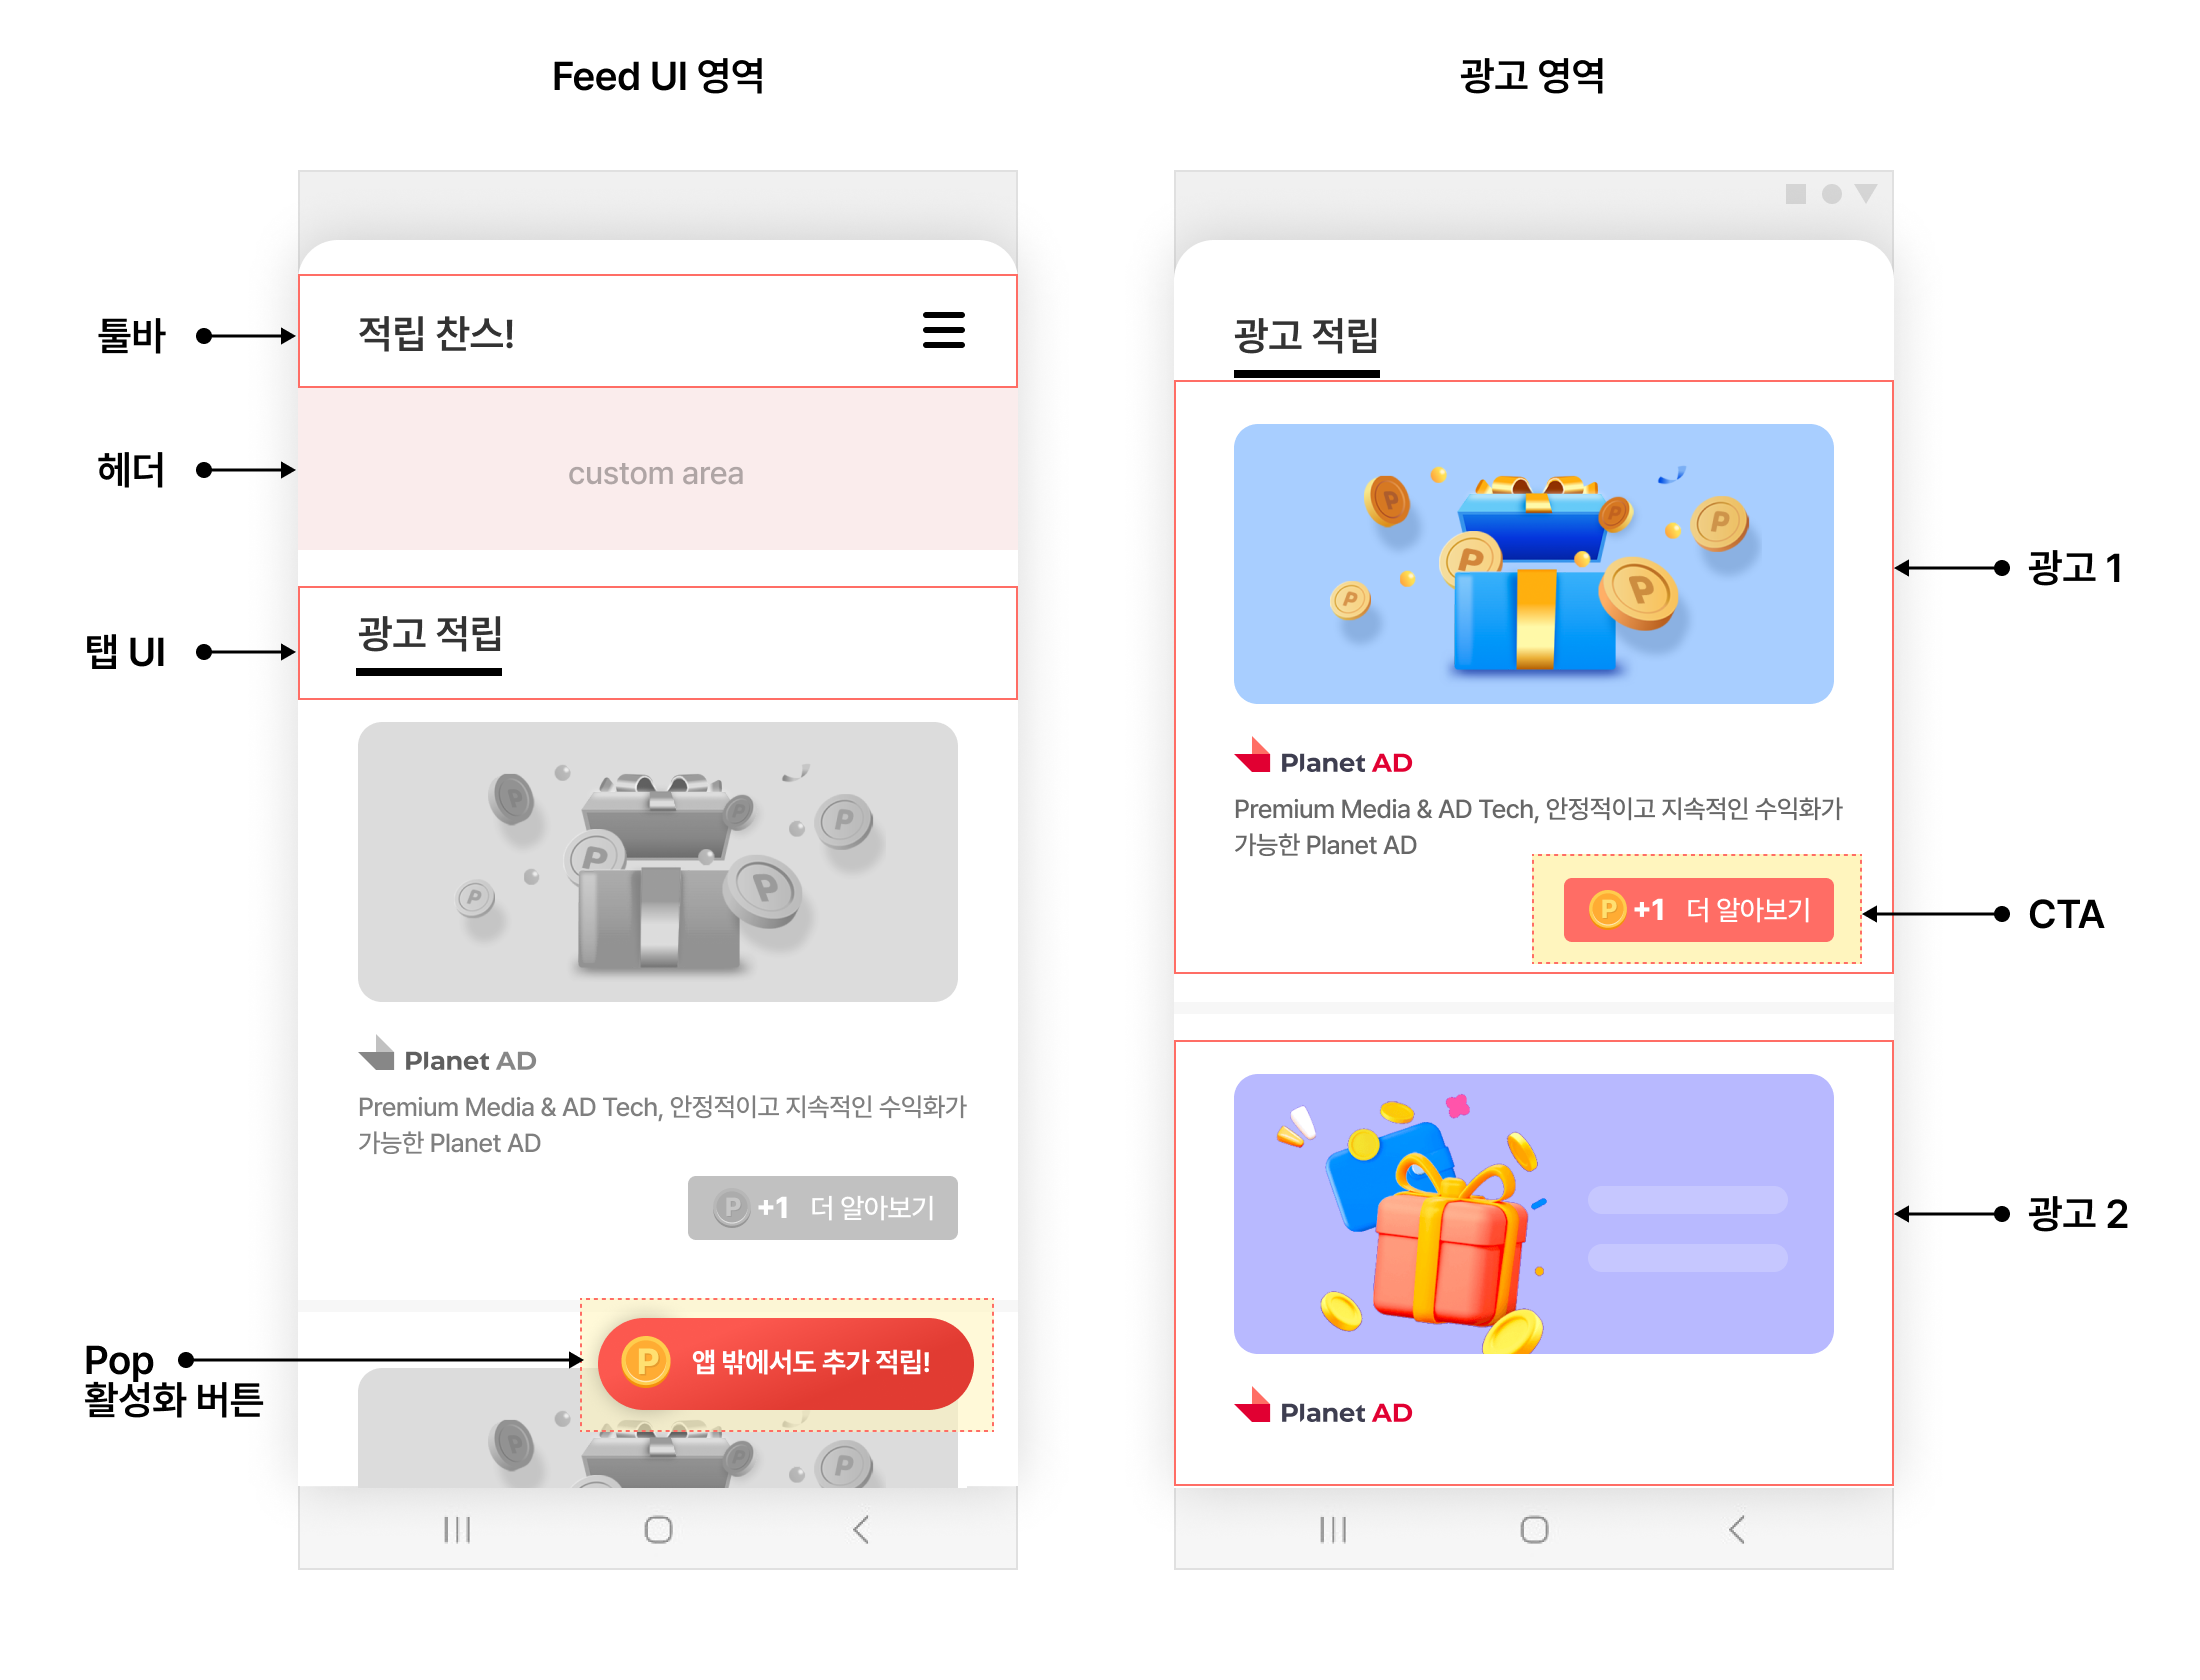 Feed UI 영역
툴바
적립 찬스!
헤더
custom area
탭 UI
광고 적립
P
P
P
P
P
P
Planet AD
Premium Media & AD Tech, 안정적이고 지속적인 수익화가
가능한 Planet AD
P +1 더 알아보기
Pop
활성화 버튼
P 앱 밖에서도 추가 적립!
P
P
광고 영역
광고 적립
P
P
P
P
P
P
광고 1
Planet AD
Premium Media & AD Tech, 안정적이고 지속적인 수익화가
가능한 Planet AD
P +1 더 알아보기
CTA
광고 2
Planet AD